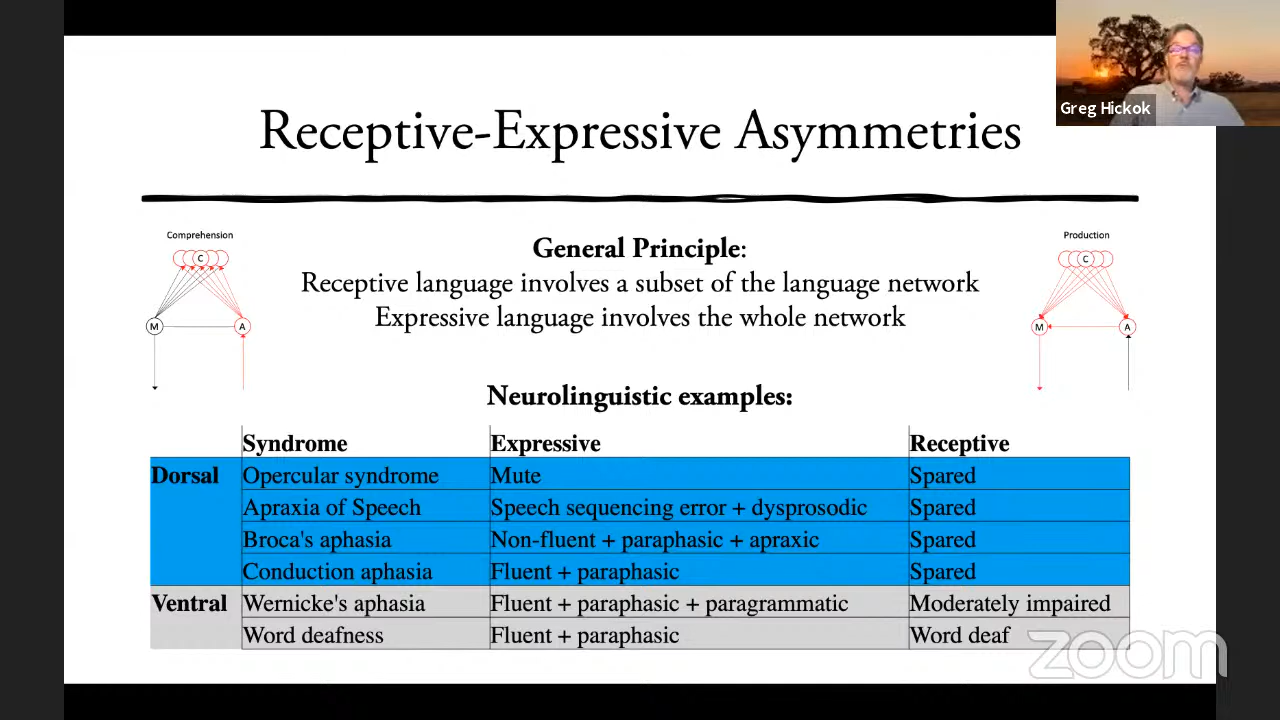 Greg Hickok
Receptive-Expressive Asymmetries
Comprehension
C
M
A
General Principle:
Receptive language involves a subset of the language network
Expressive language involves the whole network
Production
C
M
A
Neurolinguistic examples:
Syndrome Expressive Receptive
Dorsal Opercular syndrome Mute Spared
Apraxia of Speech Speech sequencing error + dysprosodic Spared
Broca's aphasia Non-fluent + paraphasic + apraxic Spared
Conduction aphasia Fluent + paraphasic Spared
Ventral Wernicke's aphasia Fluent + paraphasic + paragrammatic Moderately impaired
Word deafness Fluent + paraphasic Word deaf
zoom